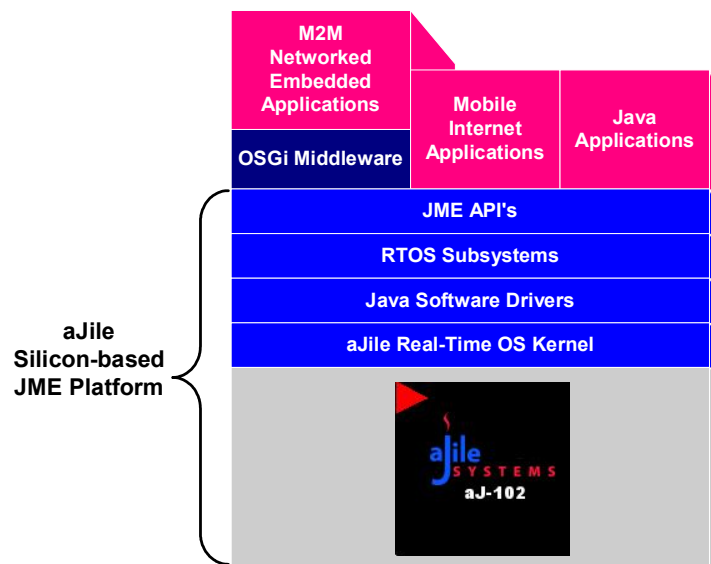 M2M
Networked
Embedded
Applications
Mobile
Internet
Applications
Java
Applications
OSGi Middleware
JME API's
RTOS Subsystems
Java Software Drivers
aJile Real-Time OS Kernel
aJile
Silicon-based
JME Platform
aJile
SYSTEMS
aJ-102